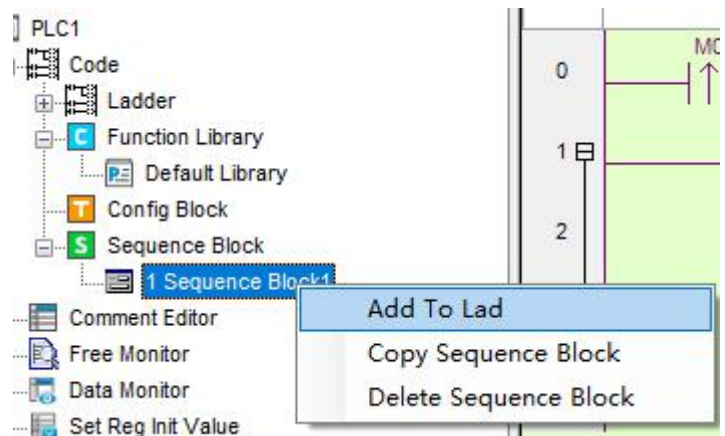 PLC1
Code
Ladder
C Function Library
Default Library
T Config Block
S Sequence Block
1 Sequence Block1
Comment Editor
Free Monitor
Data Monitor
Set Reg Init Value
0
1
2
Add To Lad
Copy Sequence Block
Delete Sequence Block